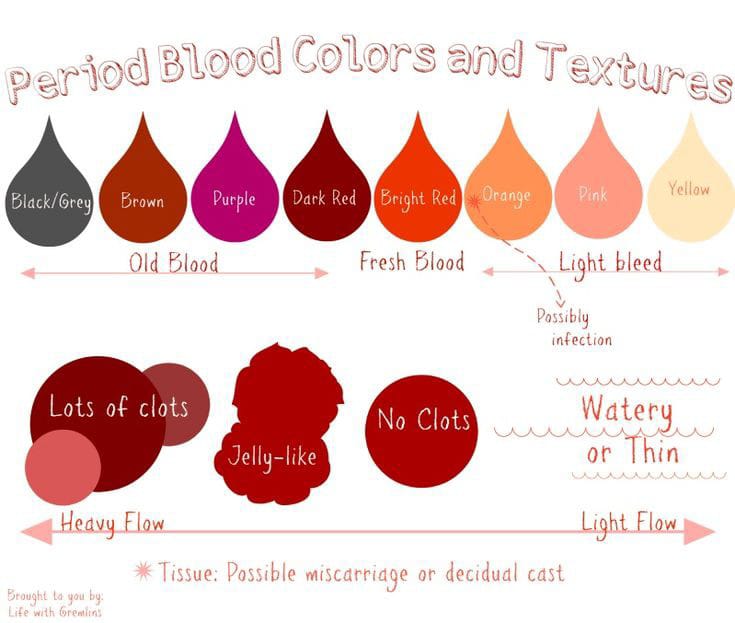 Period Blood Colors and Textures
Black/Grey
Brown
Purple
Dark Red
Bright Red
Orange
Pink
Yellow
Old Blood
Fresh Blood
Light bleed
Possibly
infection
Lots of clots
Jelly-like
No Clots
Watery
or Thin
Heavy Flow
Light Flow
Tissue: Possible miscarriage or decidual cast
Brought to you by:
Life with Gremlins